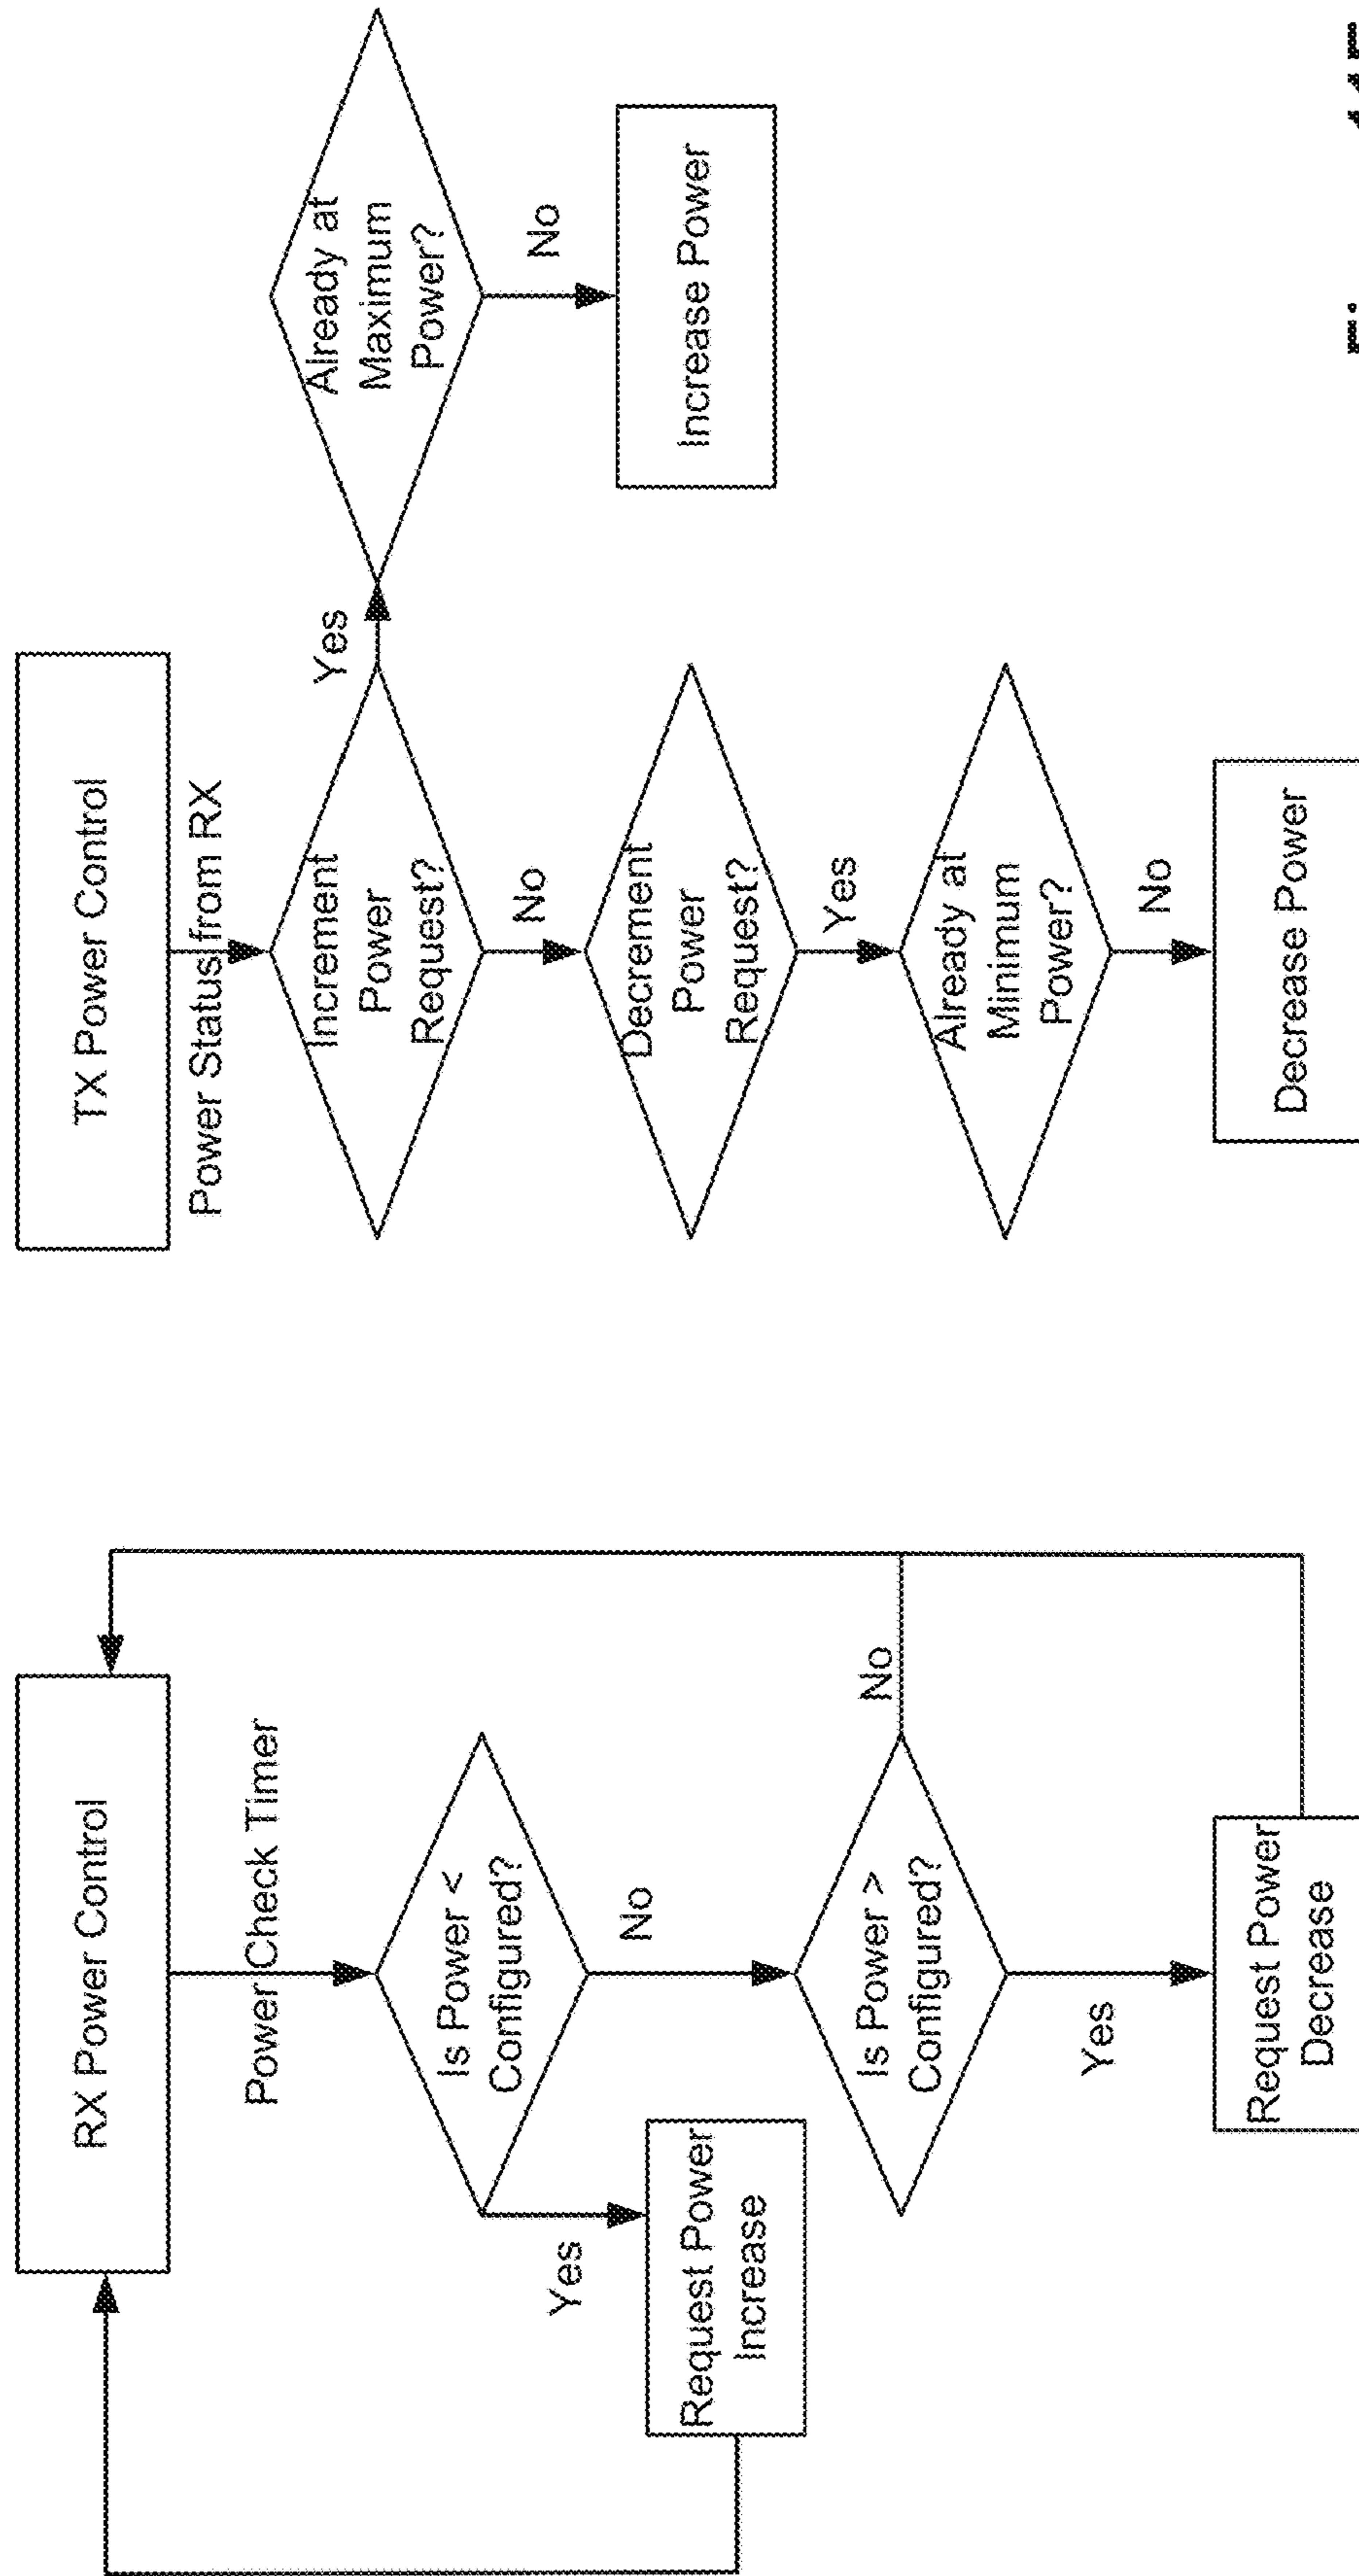 RX Power Control
Power Check Timer
Is Power <
Configured?
Yes
No
Request Power
Increase
Is Power >
Configured?
No
Yes
Request Power
Decrease
TX Power Control
Power Status from RX
Increment
Power
Request?
Yes
Already at
Maximum
Power?
No
Increase Power
No
Decrement
Power
Request?
Yes
Already at
Minimum
Power?
No
Decrease Power